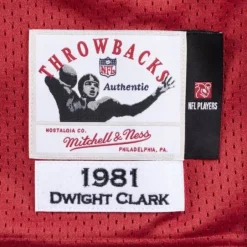 THROWBACKS
NFL
Authentic
NFL PLAYERS
NOSTALGIA CO.
Mitchell & Ness
PHILADELPHIA, PA.
1981
DWIGHT CLARK